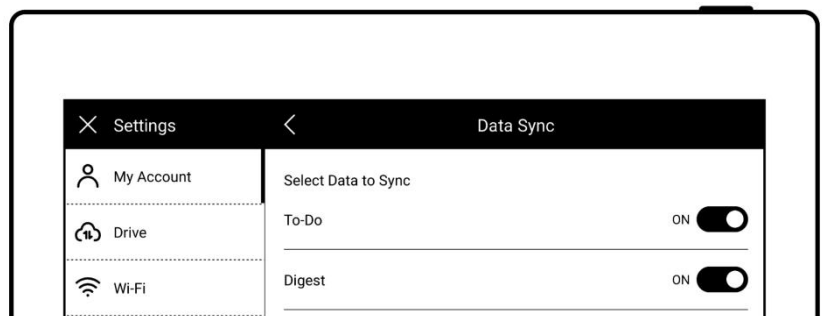 Settings
Data Sync
My Account
Select Data to Sync
To-Do
ON
Drive
Digest
ON
Wi-Fi